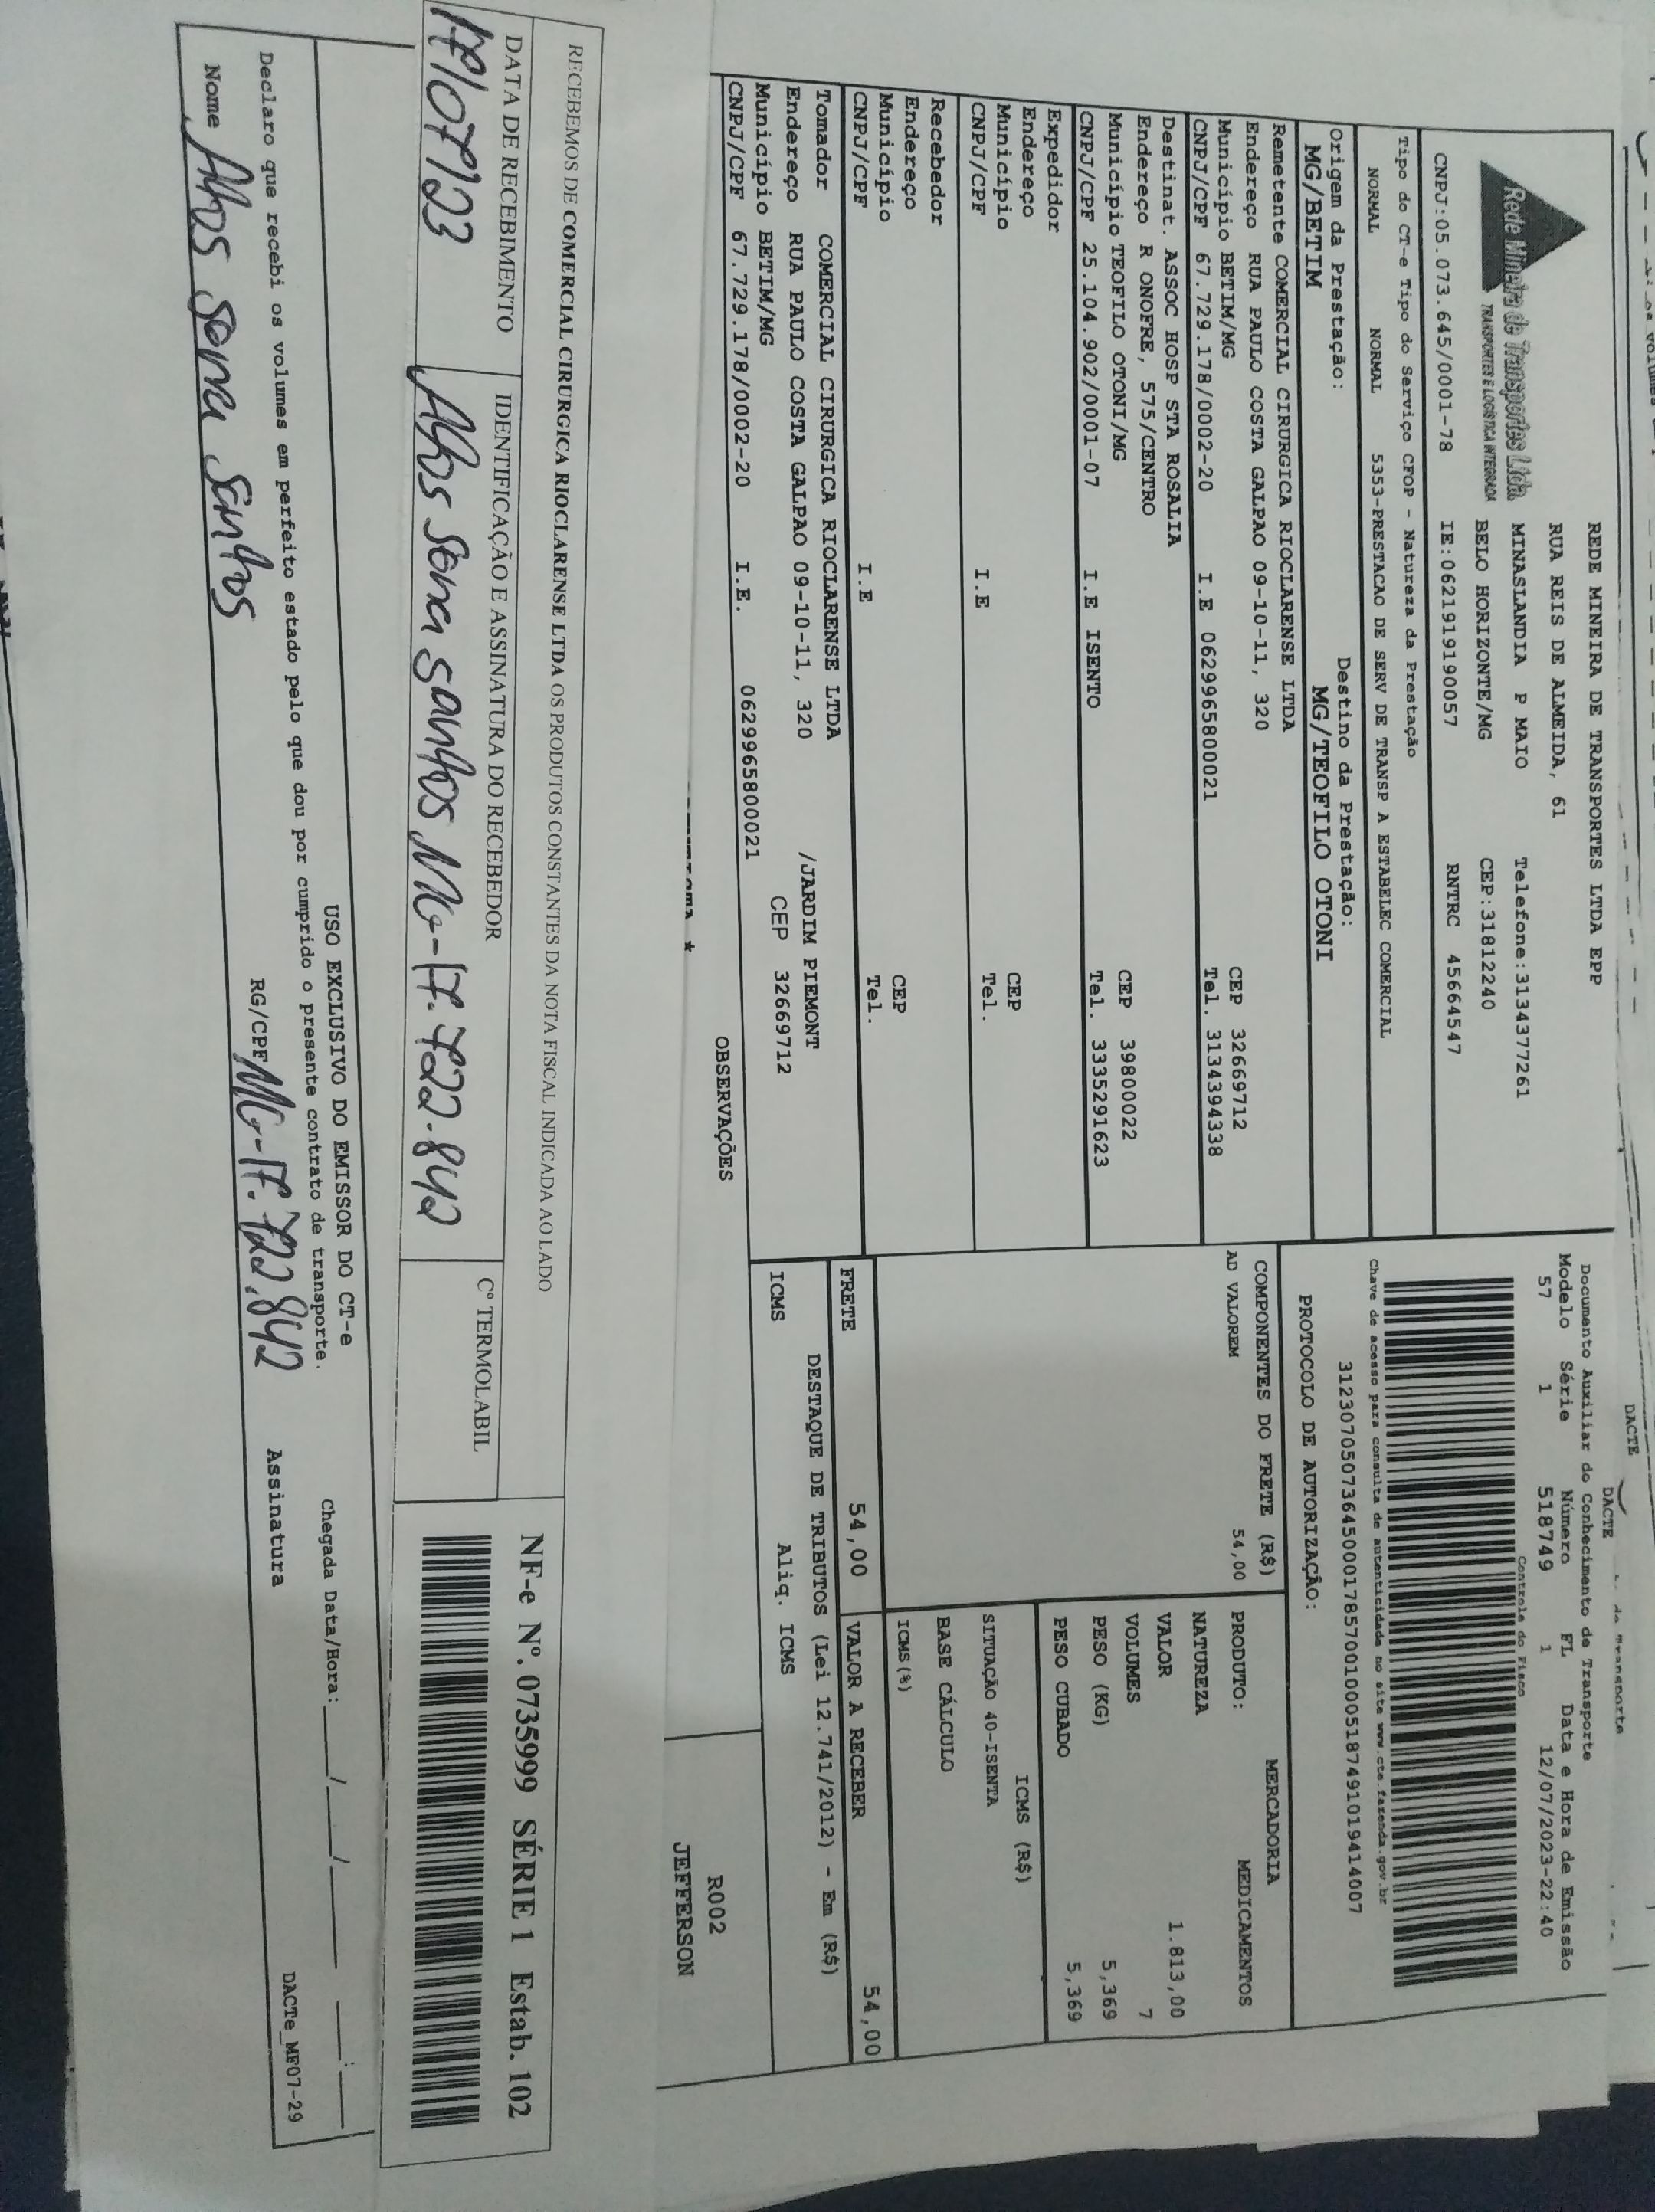 DACTE
DACTE
REDE MINEIRA DE TRANSPORTES LTDA EPP
RUA REIS DE ALMEIDA, 61
MINASLANDIA P MAIO Telefone:3134377261
BELO HORIZONTE/MG CEP:31812240
Rede Mineira de Transportes Ltda.
TRANSPORTES E LOGÍSTICA INTEGRADA
CNPJ:05.073.645/0001-78 IE:0621919190057 RNTRC 45664547
Documento Auxiliar do Conhecimento de Transporte
Modelo Série Número FL Data e Hora de Emissão
57 1 518749 1 12/07/2023-22:40
Controle do Fisco
Chave de acesso para consulta de autenticidade no site www.cte.fazenda.gov.br
31230705073645000178570010005187491019414007
PROTOCOLO DE AUTORIZAÇÃO:
Tipo do CT-e Tipo do Serviço CFOP - Natureza da Prestação
NORMAL NORMAL 5353-PRESTACAO DE SERV DE TRANSP A ESTABELEC COMERCIAL
Origem da Prestação: Destino da Prestação:
MG/BETIM MG/TEOFILO OTONI
Remetente COMERCIAL CIRURGICA RIOCLARENSE LTDA
Endereço RUA PAULO COSTA GALPAO 09-10-11, 320
Município BETIM/MG CEP 32669712
CNPJ/CPF 67.729.178/0002-20 I.E 0629965800021 Tel. 3134394338
Destinat. ASSOC HOSP STA ROSALIA
Endereço R ONOFRE, 575/CENTRO
Município TEOFILO OTONI/MG CEP 39800022
CNPJ/CPF 25.104.902/0001-07 I.E ISENTO Tel. 3335291623
Expedidor
Endereço
Município CEP
CNPJ/CPF I.E Tel.
Recebedor
Endereço
Município CEP
CNPJ/CPF I.E Tel.
Tomador COMERCIAL CIRURGICA RIOCLARENSE LTDA
Endereço RUA PAULO COSTA GALPAO 09-10-11, 320 /JARDIM PIEMONT
Município BETIM/MG CEP 32669712
CNPJ/CPF 67.729.178/0002-20 I.E. 0629965800021
COMPONENTES DO FRETE (R$)
AD VALOREM 54,00
MERCADORIA
PRODUTO: MEDICAMENTOS
NATUREZA
VALOR 1.813,00
VOLUMES 7
PESO (KG) 5,369
PESO CUBADO 5,369
ICMS (R$)
SITUAÇÃO 40-ISENTA
BASE CÁLCULO
ICMS(%)
FRETE 54,00 VALOR A RECEBER 54,00
DESTAQUE DE TRIBUTOS (Lei 12.741/2012) - Em (R$)
ICMS Aliq. ICMS
OBSERVAÇÕES
R002
JEFFERSON
RECEBEMOS DE COMERCIAL CIRURGICA RIOCLARENSE LTDA OS PRODUTOS CONSTANTES DA NOTA FISCAL INDICADA AO LADO
DATA DE RECEBIMENTO IDENTIFICAÇÃO E ASSINATURA DO RECEBEDOR Cº TERMOLABIL
17/07/23 Santos MG-17.722.842
NF-e Nº. 0735999 SÉRIE 1 Estab. 102
USO EXCLUSIVO DO EMISSOR DO CT-e
Declaro que recebi os volumes em perfeito estado pelo que dou por cumprido o presente contrato de transporte.
Chegada Data/Hora: ___/___/___ ___:___
Nome Santos RG/CPF MG-17.722.842 Assinatura
DACTe_MF07-29